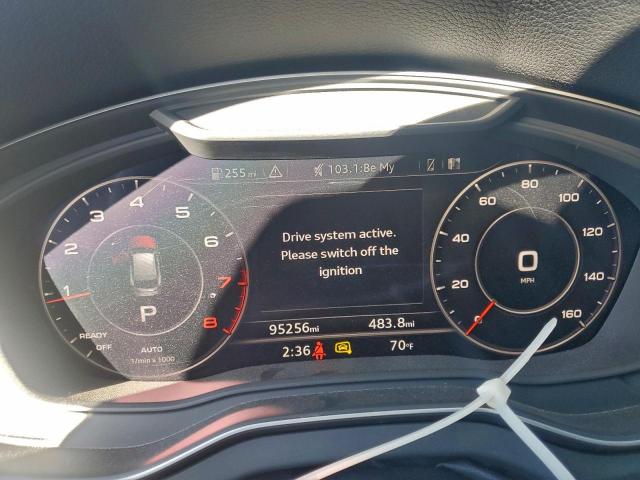 255 mi 103.1:Be My
Drive system active.
Please switch off the
ignition
1 2 3 4 5 6 7 8
P
READY
OFF
AUTO
1/min x 1000
0 20 40 60 80 100 120 140 160
0
MPH
95256mi 483.8mi
2:36 70°F